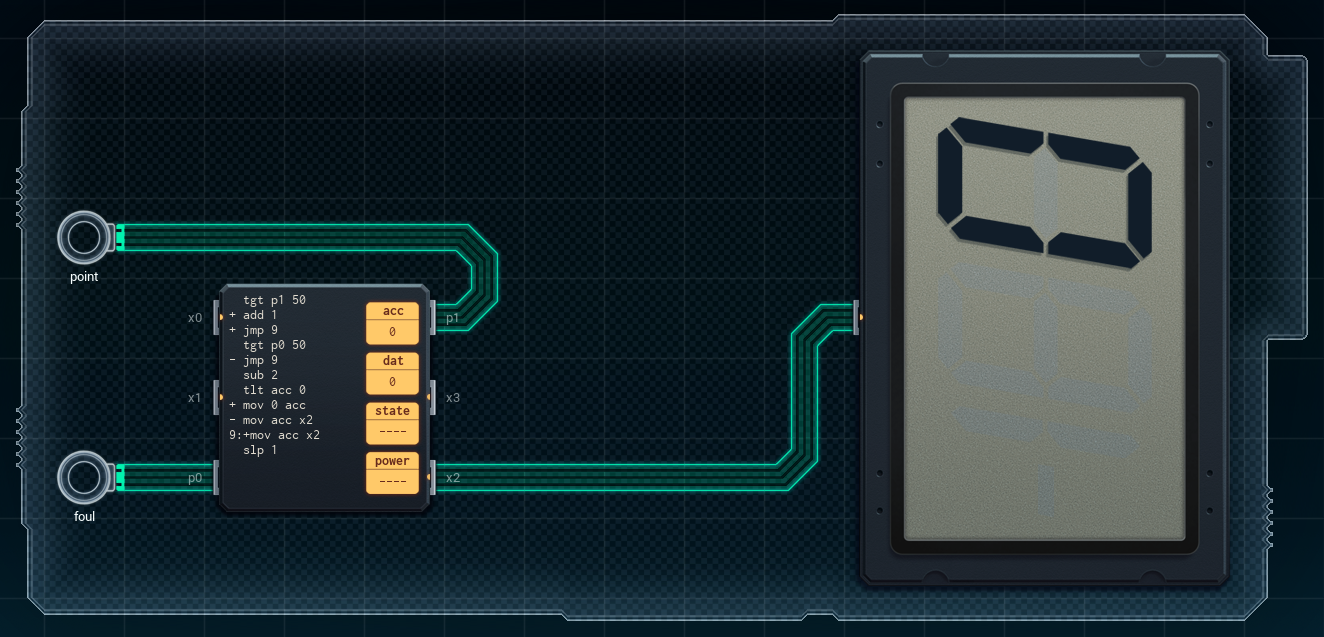 point
foul
x0
x1
p0
tgt p1 50
+ add 1
+ jmp 9
tgt p0 50
- jmp 9
sub 2
tlt acc 0
+ mov 0 acc
- mov acc x2
9:+mov acc x2
slp 1
acc
0
dat
0
state
----
power
----
p1
x3
x2